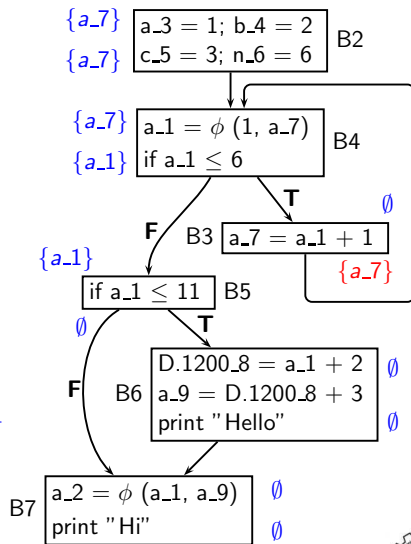 {a_7}
a_3 = 1; b_4 = 2
{a_7}
c_5 = 3; n_6 = 6
B2
{a_7}
a_1 = ϕ (1, a_7)
{a_1}
if a_1 ≤ 6
B4
F
T
∅
B3
a_7 = a_1 + 1
{a_7}
{a_1}
if a_1 ≤ 11
B5
∅
T
F
B6
D.1200_8 = a_1 + 2
∅
a_9 = D.1200_8 + 3
print "Hello"
∅
B7
a_2 = ϕ (a_1, a_9)
∅
print "Hi"
∅